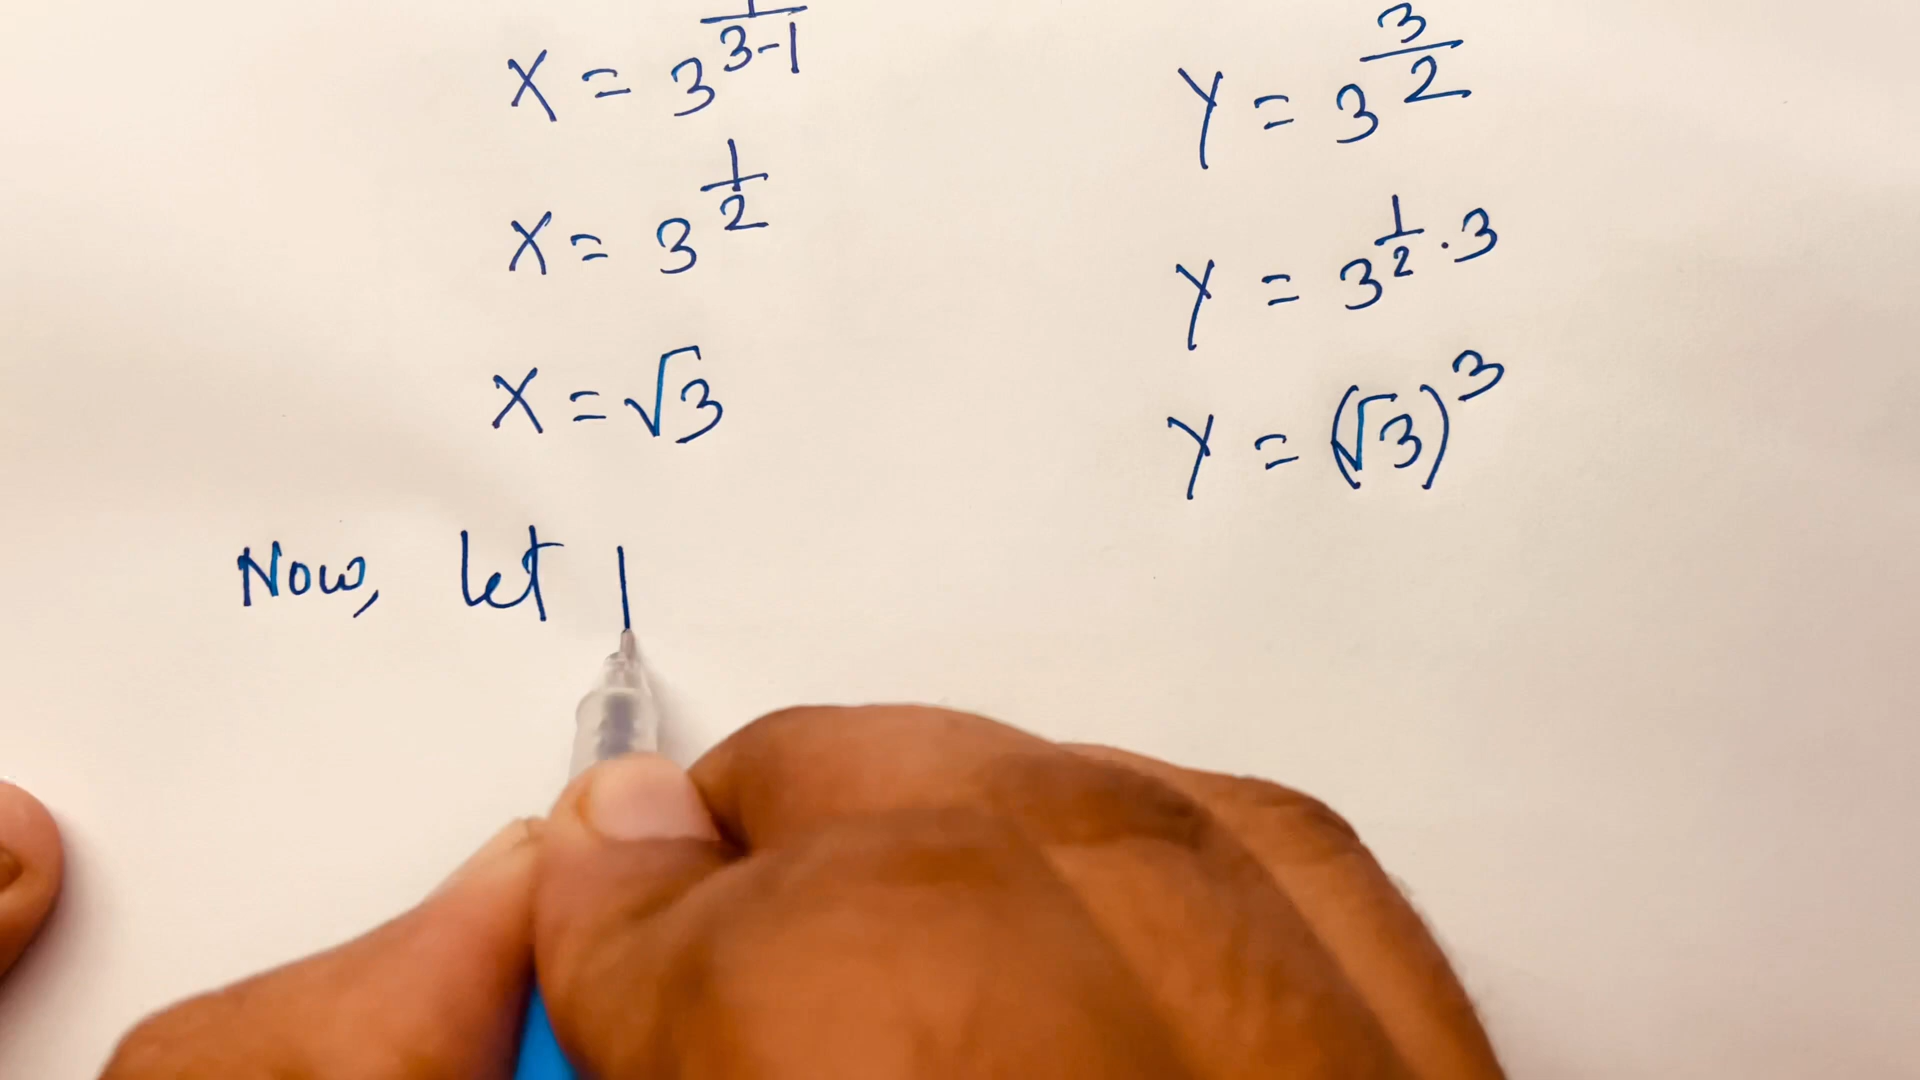 X = 3^(1/(3-1))
X = 3^(1/2)
X = √3
Y = 3^(3/2)
Y = 3^(1/2 · 3)
Y = (√3)^3
Now, let